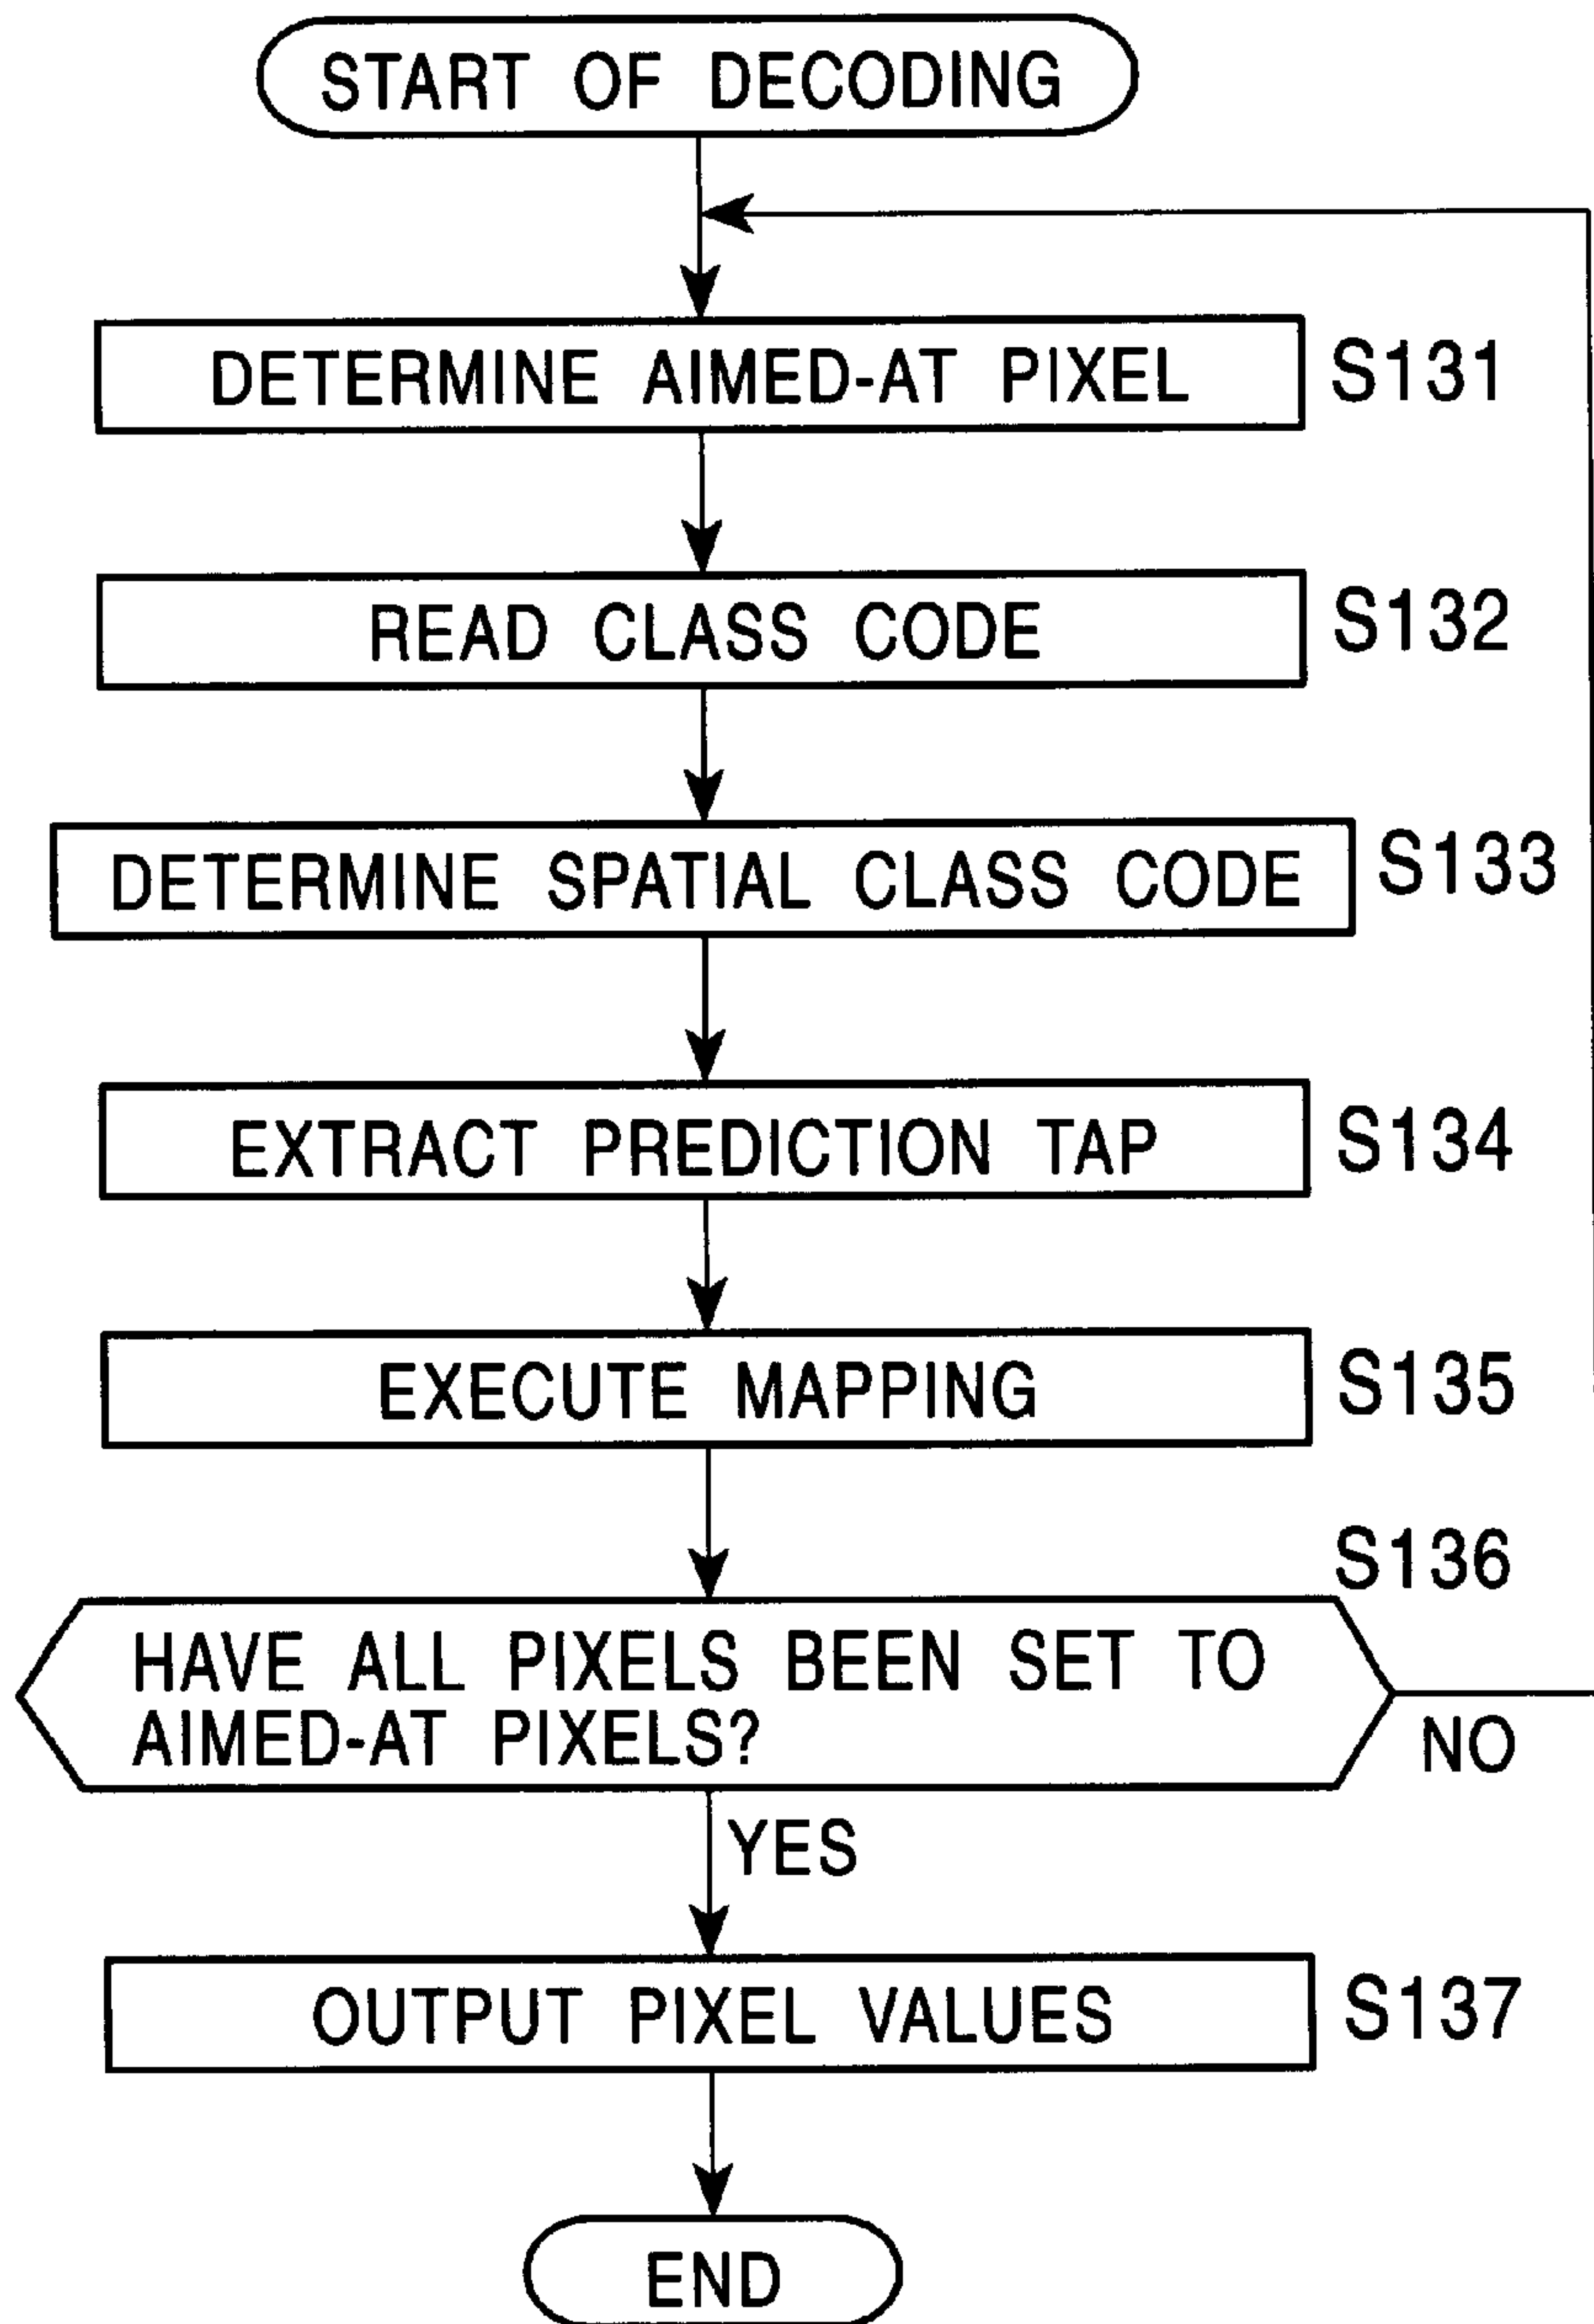 START OF DECODING
DETERMINE AIMED-AT PIXEL S131
READ CLASS CODE S132
DETERMINE SPATIAL CLASS CODE S133
EXTRACT PREDICTION TAP S134
EXECUTE MAPPING S135
S136
HAVE ALL PIXELS BEEN SET TO
AIMED-AT PIXELS?
NO
YES
OUTPUT PIXEL VALUES S137
END